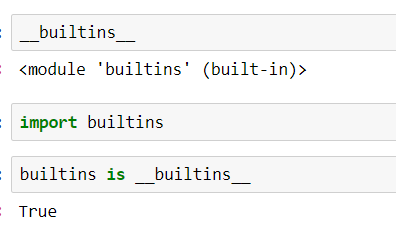 __builtins__
<module 'builtins' (built-in)>
import builtins
builtins is __builtins__
True